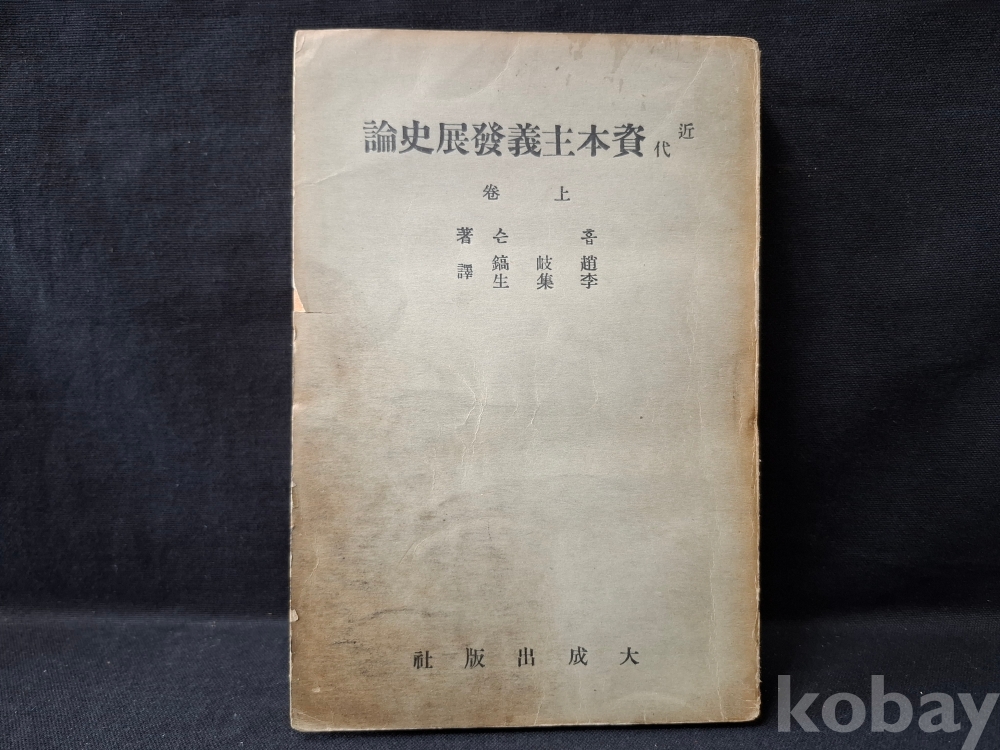 近代資本主義發展史論
上卷
홉슨 著
趙岐鎬
李集生 譯
大成出版社
kobay